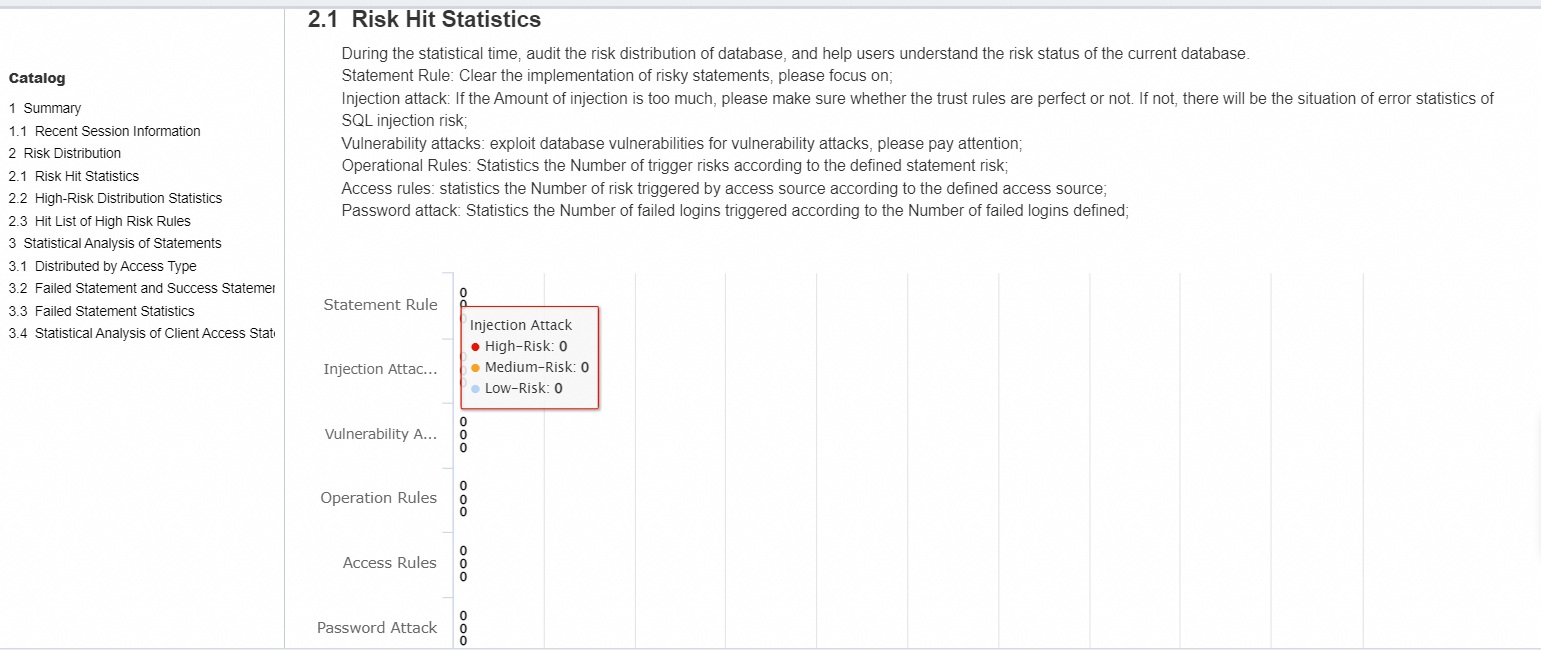 2.1 Risk Hit Statistics
During the statistical time, audit the risk distribution of database, and help users understand the risk status of the current database.
Statement Rule: Clear the implementation of risky statements, please focus on;
Injection attack: If the Amount of injection is too much, please make sure whether the trust rules are perfect or not. If not, there will be the situation of error statistics of
SQL injection risk;
Vulnerability attacks: exploit database vulnerabilities for vulnerability attacks, please pay attention;
Operational Rules: Statistics the Number of trigger risks according to the defined statement risk;
Access rules: statistics the Number of risk triggered by access source according to the defined access source;
Password attack: Statistics the Number of failed logins triggered according to the Number of failed logins defined;
Catalog
1 Summary
1.1 Recent Session Information
2 Risk Distribution
2.1 Risk Hit Statistics
2.2 High-Risk Distribution Statistics
2.3 Hit List of High Risk Rules
3 Statistical Analysis of Statements
3.1 Distributed by Access Type
3.2 Failed Statement and Success Statemer
3.3 Failed Statement Statistics
3.4 Statistical Analysis of Client Access State
Statement Rule
0
0
0
Injection Attac...
0
0
0
Injection Attack
High-Risk: 0
Medium-Risk: 0
Low-Risk: 0
Vulnerability A...
0
0
0
Operation Rules
0
0
0
Access Rules
0
0
0
Password Attack
0
0
0